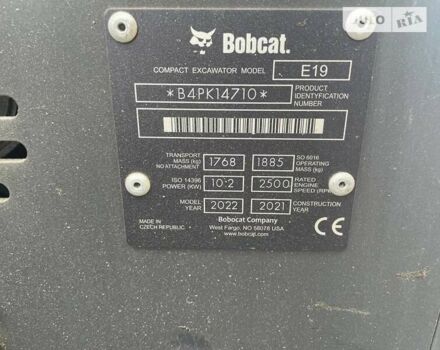 AUTO RIA
Bobcat.
COMPACT EXCAVATOR MODEL E19
*B4PK14710* PRODUCT IDENTYFICATION NUMBER
TRANSPORT MASS (kg) NO ATTACHMENT 1768 1885 ISO 6016 OPERATING MASS (kg)
ISO 14396 POWER (KW) 10.2 2500 RATED ENGINE SPEED (RPM)
MODEL YEAR 2022 2021 CONSTRUCTION YEAR
MADE IN CZECH REPUBLIC
Bobcat Company
West Fargo, ND 58078 USA
www.bobcat.com
CE